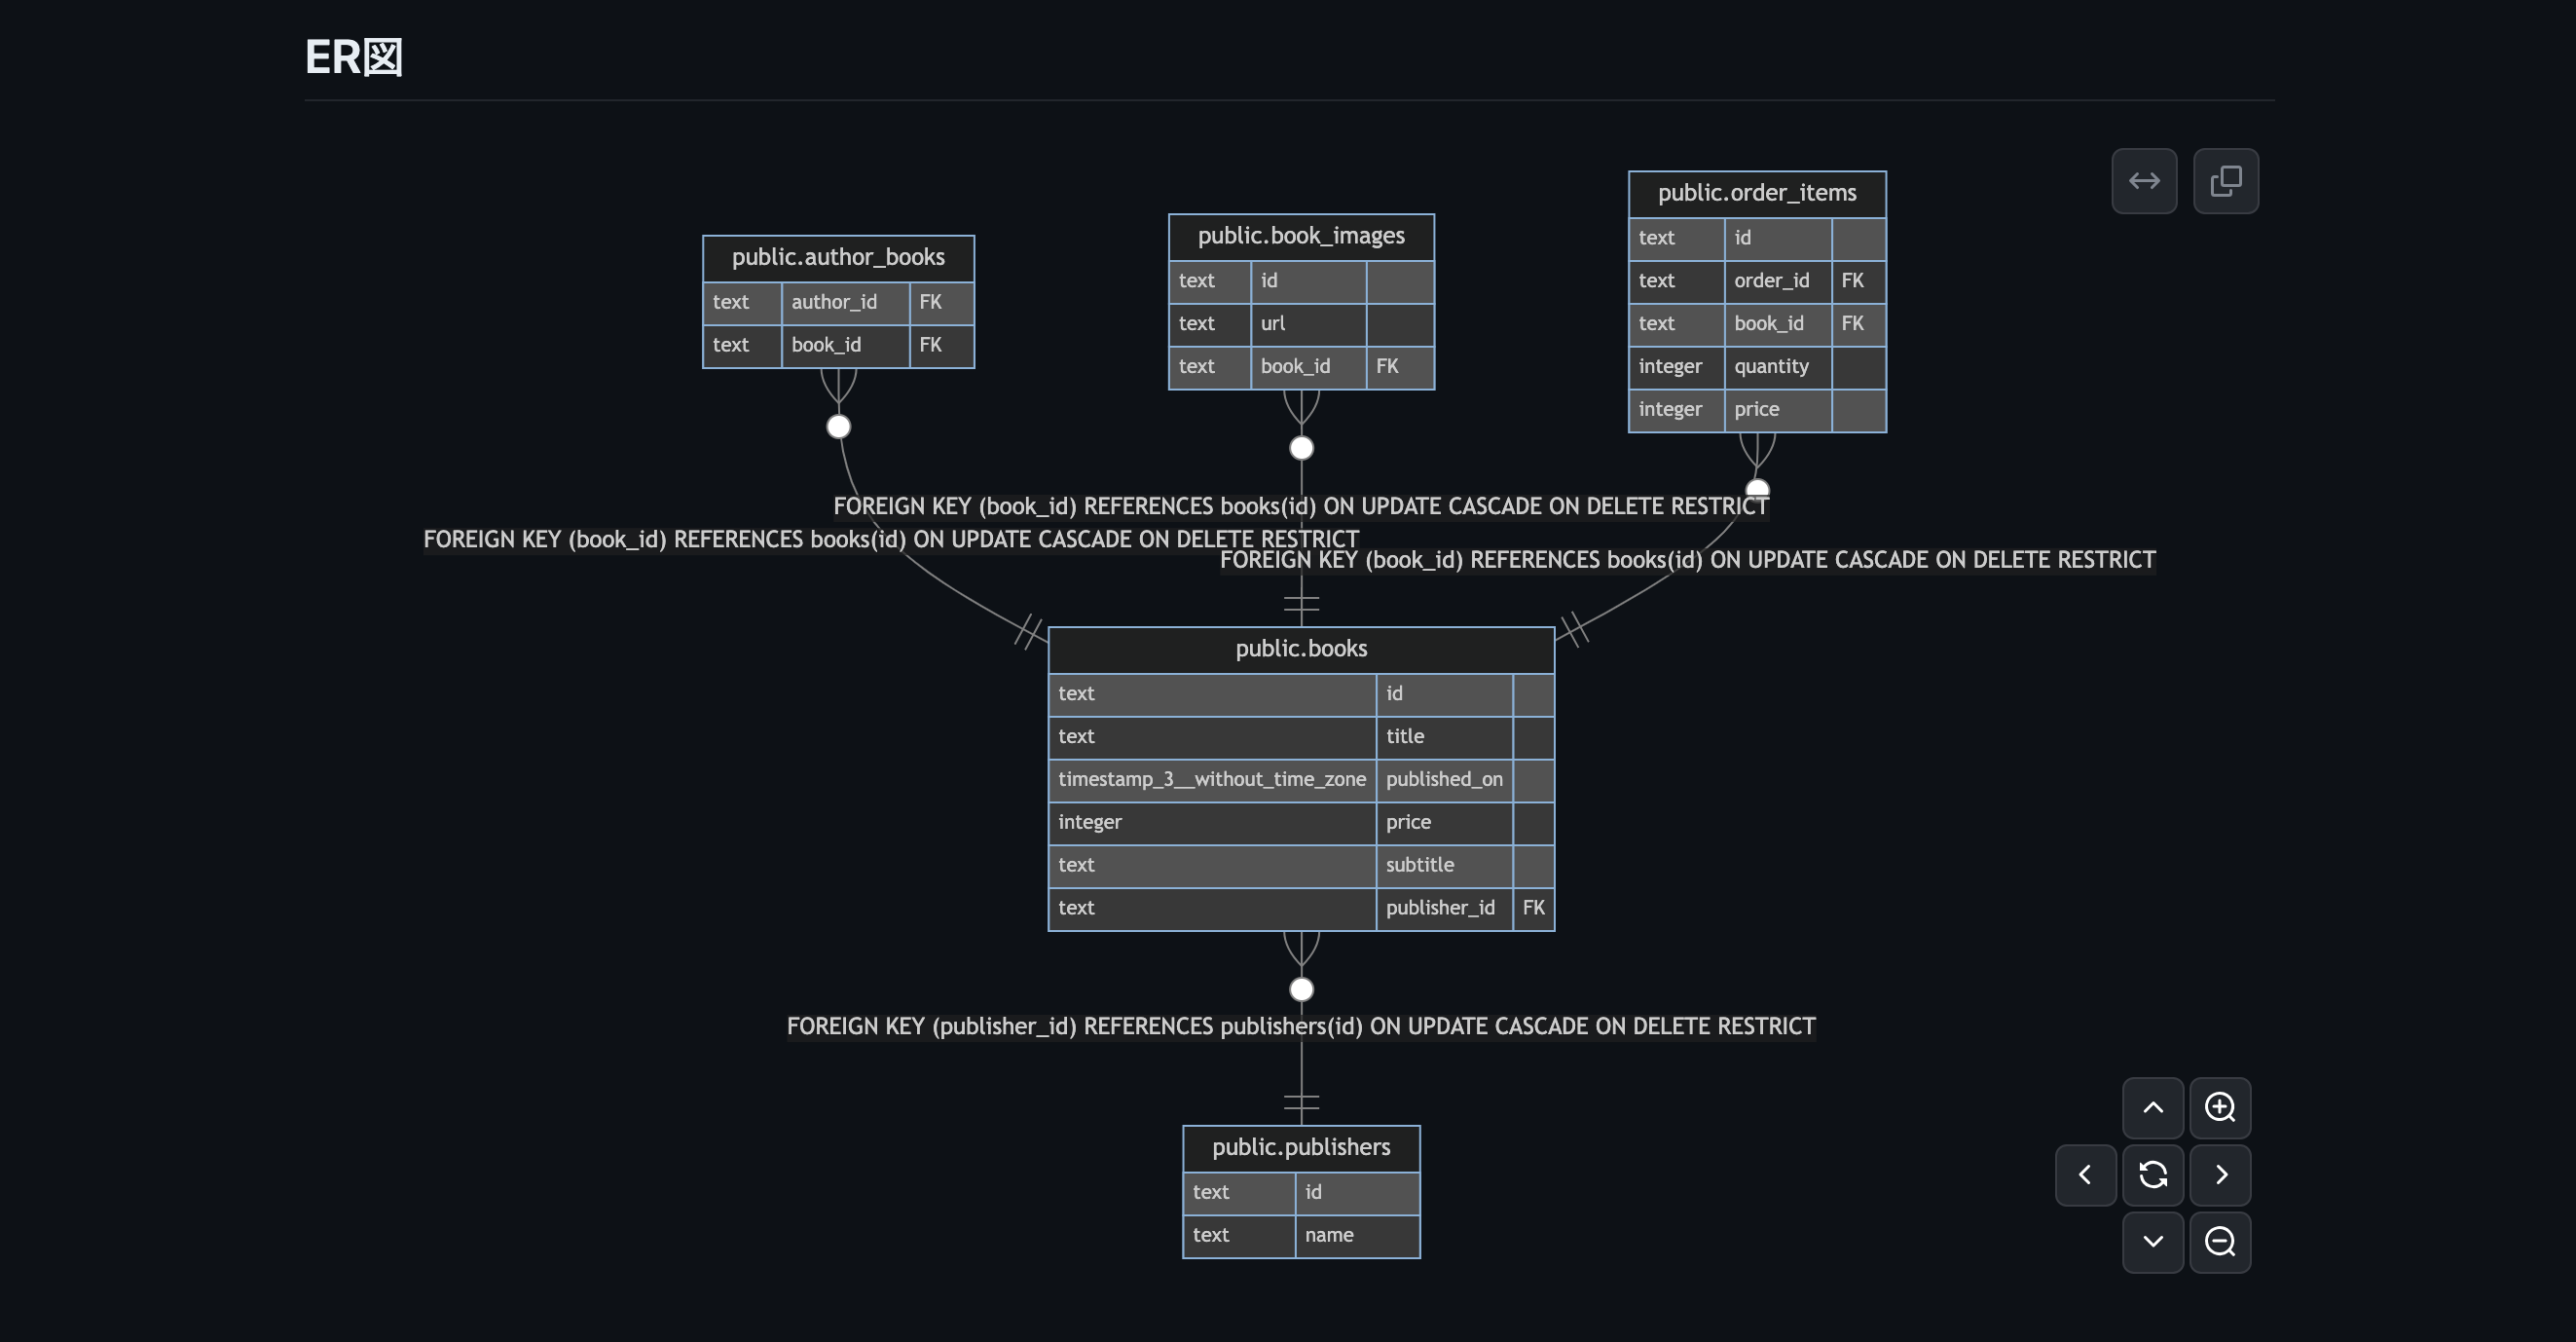 ER図
public.author_books
text author_id FK
text book_id FK
public.book_images
text id
text url
text book_id FK
public.order_items
text id
text order_id FK
text book_id FK
integer quantity
integer price
FOREIGN KEY (book_id) REFERENCES books(id) ON UPDATE CASCADE ON DELETE RESTRICT
FOREIGN KEY (book_id) REFERENCES books(id) ON UPDATE CASCADE ON DELETE RESTRICT
FOREIGN KEY (book_id) REFERENCES books(id) ON UPDATE CASCADE ON DELETE RESTRICT
public.books
text id
text title
timestamp_3__without_time_zone published_on
integer price
text subtitle
text publisher_id FK
FOREIGN KEY (publisher_id) REFERENCES publishers(id) ON UPDATE CASCADE ON DELETE RESTRICT
public.publishers
text id
text name